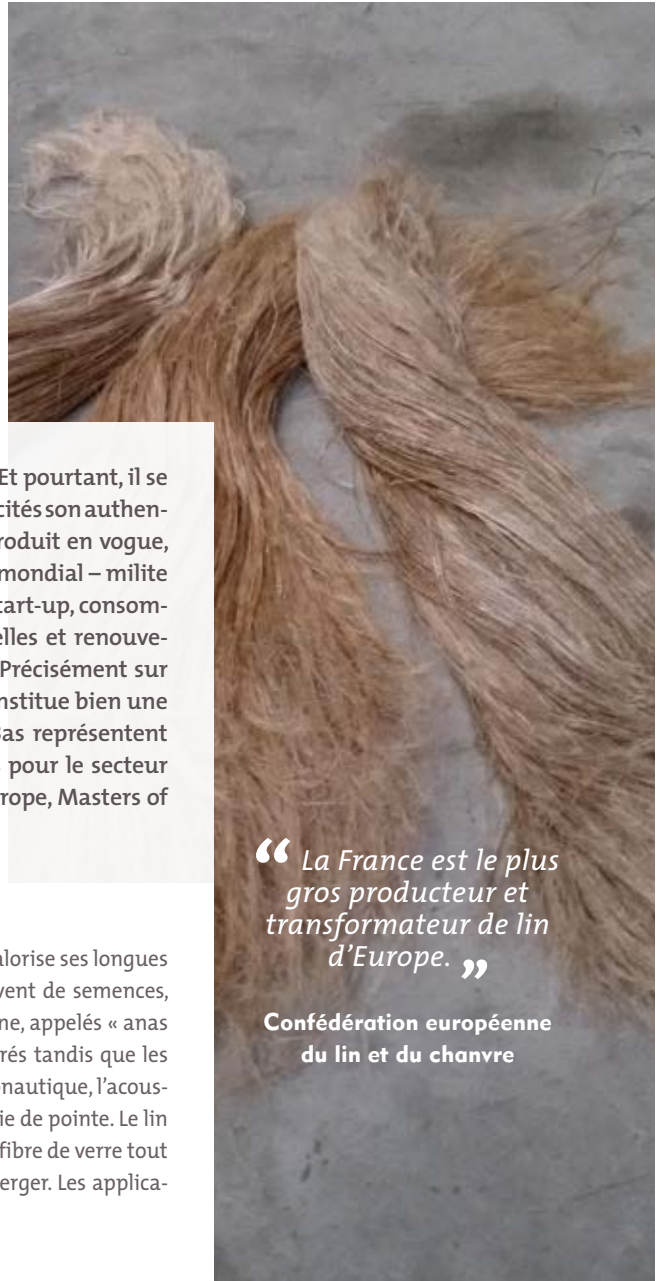 Et pourtant, il se
cités son authen-
roduit en vogue,
mondial – milite
tart-up, consom-
elles et renouve-
Précisément sur
nstitue bien une
Bas représentent
pour le secteur
rope, Masters of
“ La France est le plus
gros producteur et
transformateur de lin
d’Europe. ”
Confédération européenne
du lin et du chanvre
alorise ses longues
vent de semences,
ne, appelés « anas
rés tandis que les
nautique, l’acous-
ie de pointe. Le lin
fibre de verre tout
erger. Les applica-